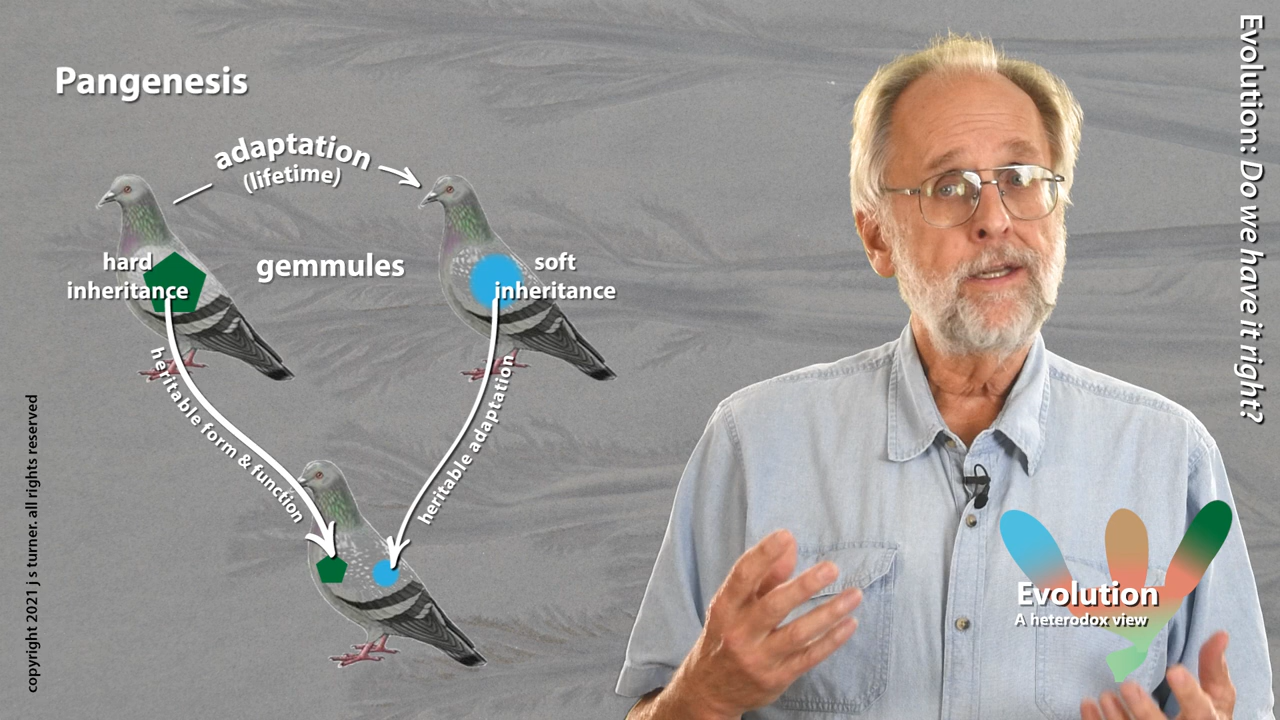 Pangenesis
adaptation
(lifetime)
hard
inheritance
gemmules
soft
inheritance
heritable form & function
heritable adaptation
copyright 2021 j s turner. all rights reserved
Evolution: Do we have it right?
Evolution
A heterodox view